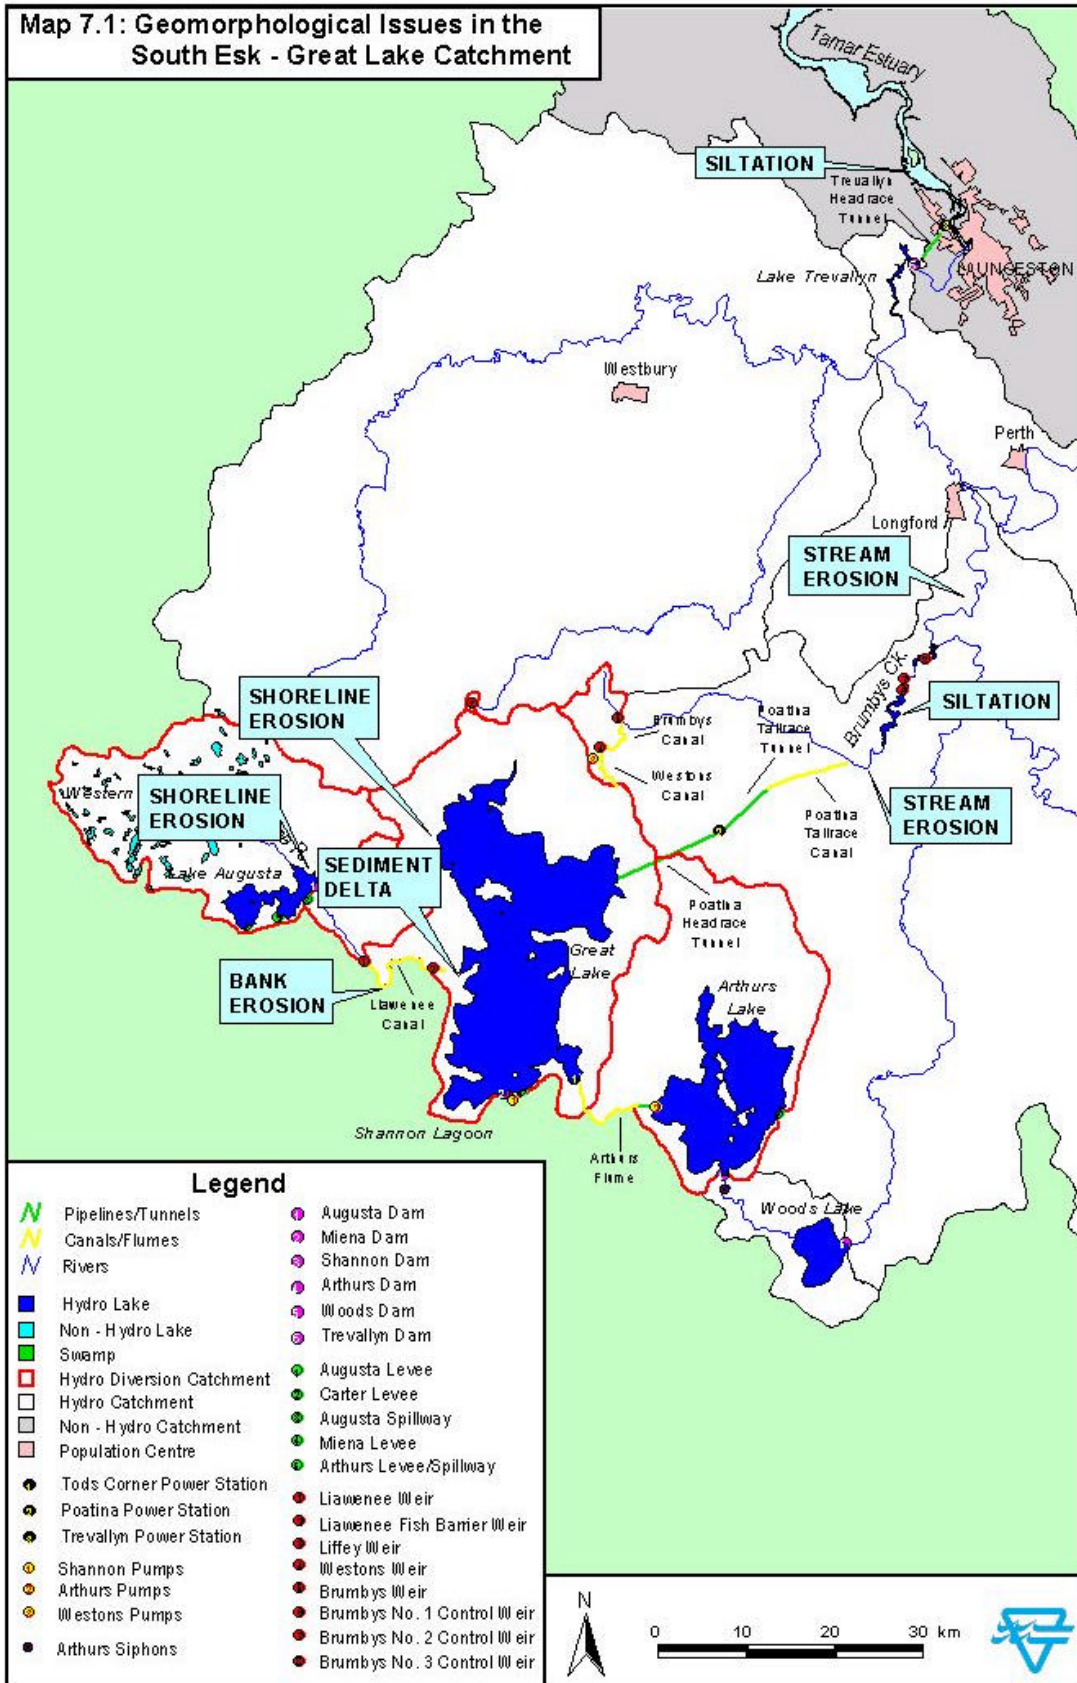 Map 7.1: Geomorphological Issues in the
South Esk - Great Lake Catchment
Tamar Estuary
SILTATION
Trevallyn
Headrace
Tunnel
LAUNCESTON
Lake Trevallyn
Westbury
Perth
Longford
STREAM
EROSION
SHORELINE
EROSION
Brumbys Ck.
SILTATION
Poatina
Tailrace
Tunnel
Brumbys
Canal
Westons
Canal
Western
SHORELINE
EROSION
STREAM
EROSION
Poatina
Tailrace
Canal
Lake Augusta
SEDIMENT
DELTA
Poatina
Headrace
Tunnel
Great
Lake
Arthurs
Lake
BANK
EROSION
Liawenee
Canal
Shannon Lagoon
Arthurs
Flume
Woods Lake
Legend
Pipelines/Tunnels
Canals/Flumes
Rivers
Hydro Lake
Non - Hydro Lake
Swamp
Hydro Diversion Catchment
Hydro Catchment
Non - Hydro Catchment
Population Centre
Tods Corner Power Station
Poatina Power Station
Trevallyn Power Station
Shannon Pumps
Arthurs Pumps
Westons Pumps
Arthurs Siphons
Augusta Dam
Miena Dam
Shannon Dam
Arthurs Dam
Woods Dam
Trevallyn Dam
Augusta Levee
Carter Levee
Augusta Spillway
Miena Levee
Arthurs Levee/Spillway
Liawenee Weir
Liawenee Fish Barrier Weir
Liffey Weir
Westons Weir
Brumbys Weir
Brumbys No. 1 Control Weir
Brumbys No. 2 Control Weir
Brumbys No. 3 Control Weir
N
0 10 20 30 km